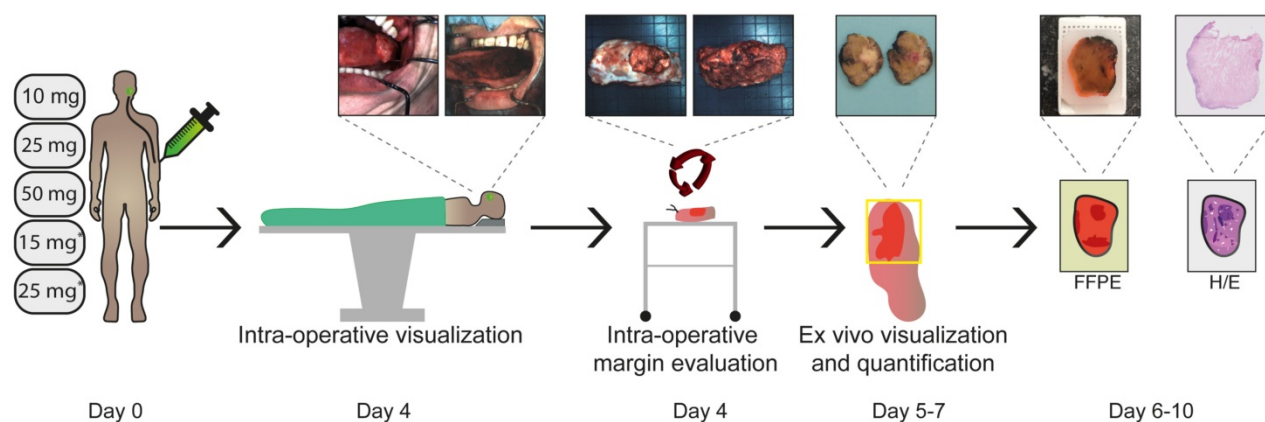 10 mg
25 mg
50 mg
15 mg*
25 mg*
Intra-operative visualization
Intra-operative
margin evaluation
Ex vivo visualization
and quantification
FFPE
H/E
Day 0
Day 4
Day 4
Day 5-7
Day 6-10